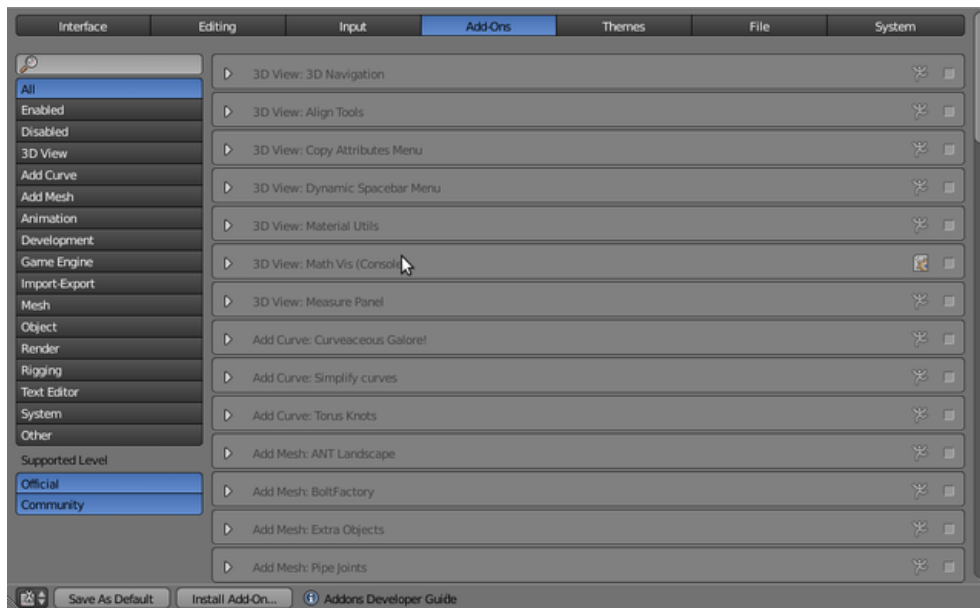 Interface Editing Input Add-Ons Themes File System
All
Enabled
Disabled
3D View
Add Curve
Add Mesh
Animation
Development
Game Engine
Import-Export
Mesh
Object
Render
Rigging
Text Editor
System
Other
Supported Level
Official
Community
3D View: 3D Navigation
3D View: Align Tools
3D View: Copy Attributes Menu
3D View: Dynamic Spacebar Menu
3D View: Material Utils
3D View: Math Vis (Console
3D View: Measure Panel
Add Curve: Curveaceous Galore!
Add Curve: Simplify curves
Add Curve: Torus Knots
Add Mesh: ANT Landscape
Add Mesh: BoltFactory
Add Mesh: Extra Objects
Add Mesh: Pipe Joints
Save As Default Install Add-On... Addons Developer Guide